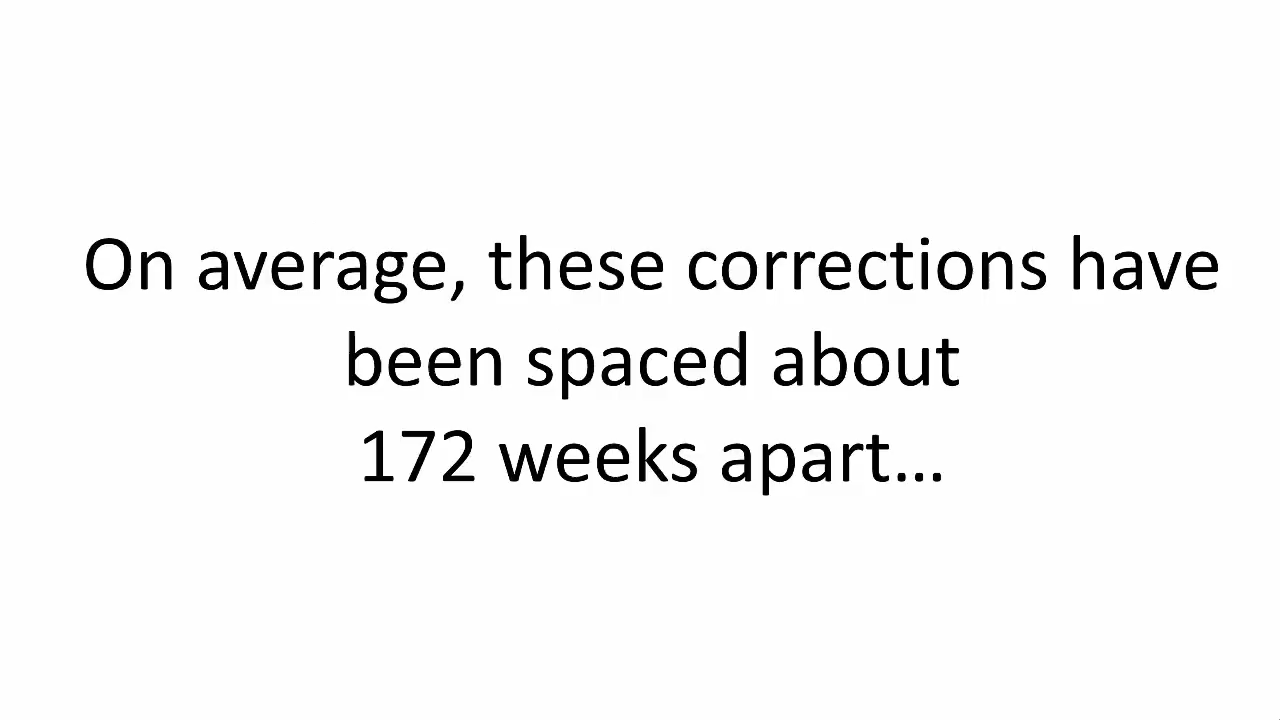 On average, these corrections have
been spaced about
172 weeks apart...